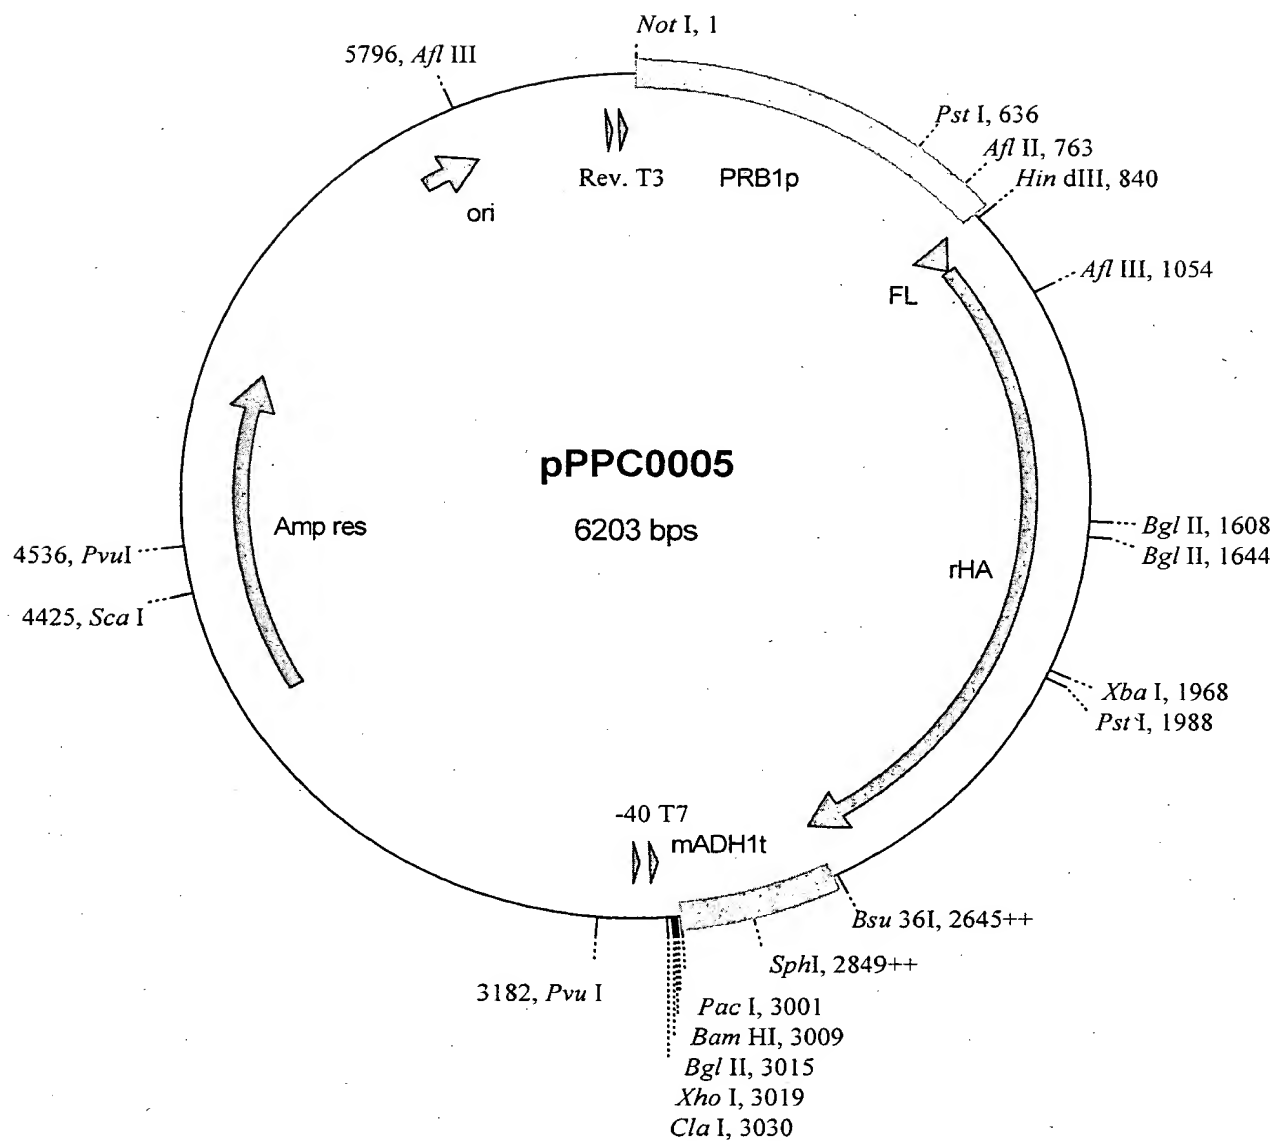 Not I, 1
5796, Afl III
Pst I, 636
Afl II, 763
Hin dIII, 840
Rev. T3
PRB1p
ori
Afl III, 1054
FL
pPPC0005
6203 bps
Amp res
4536, PvuI
4425, Sca I
Bgl II, 1608
Bgl II, 1644
rHA
Xba I, 1968
Pst I, 1988
-40 T7
mADH1t
Bsu 36I, 2645++
SphI, 2849++
3182, Pvu I
Pac I, 3001
Bam HI, 3009
Bgl II, 3015
Xho I, 3019
Cla I, 3030